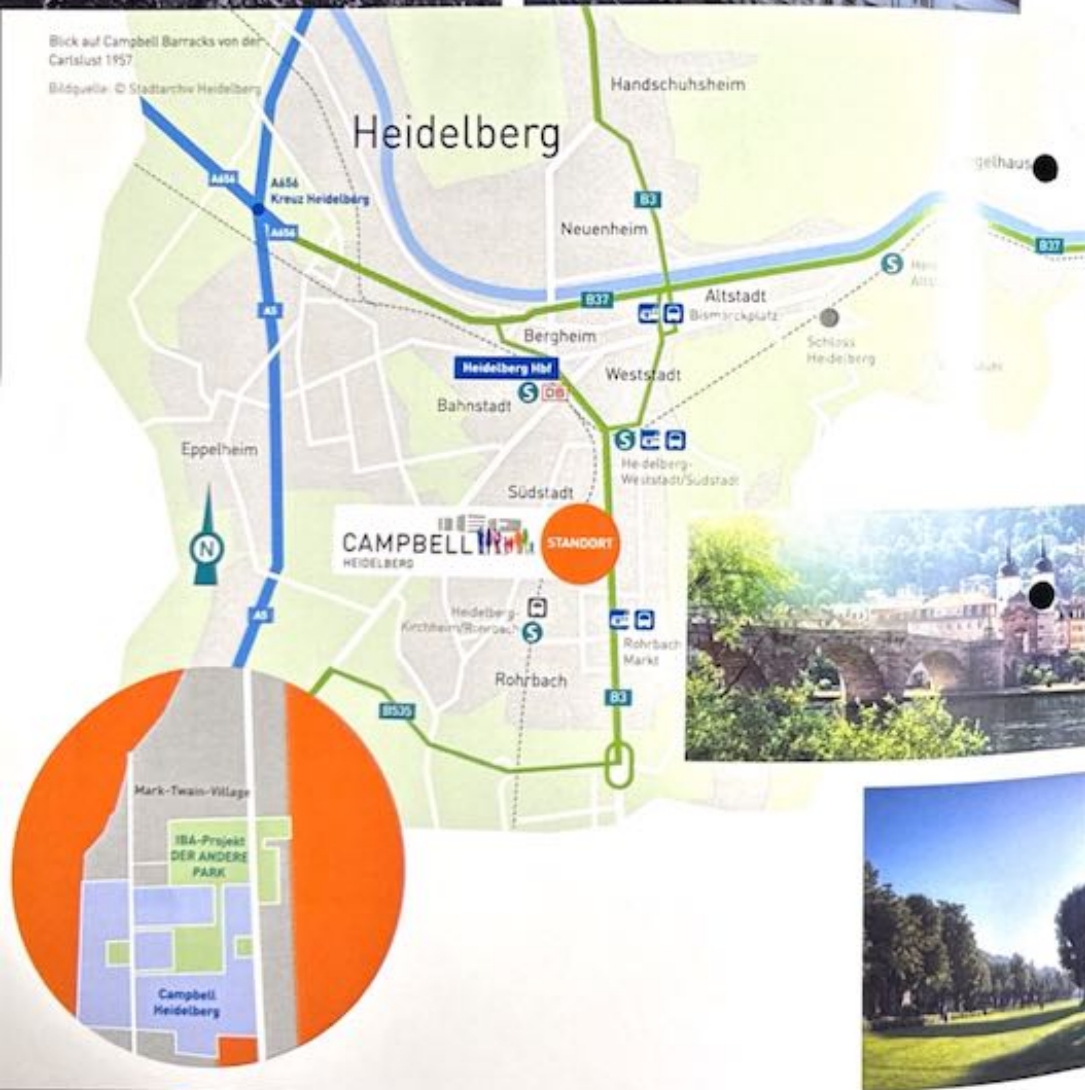 Blick auf Campbell Barracks von der
Carlslust 1957
Bildquelle: © Stadtarchiv Heidelberg
Handschuhsheim
Heidelberg
A656
A656
Kreuz Heidelberg
A656
B3
Neuenheim
B37
S
A5
B37
Altstadt
Bismarckplatz
Bergheim
Schloss
Heidelberg
Heidelberg Hbf
S DB
Weststadt
Bahnstadt
S
Heidelberg-
Weststadt/Südstadt
Eppelheim
Südstadt
N
CAMPBELL
HEIDELBERG
STANDORT
A5
Heidelberg-
Kirchheim/Rohrbach
S
Rohrbach
Markt
Rohrbach
B3
B535
Mark-Twain-Village
IBA-Projekt
DER ANDERE
PARK
Campbell
Heidelberg